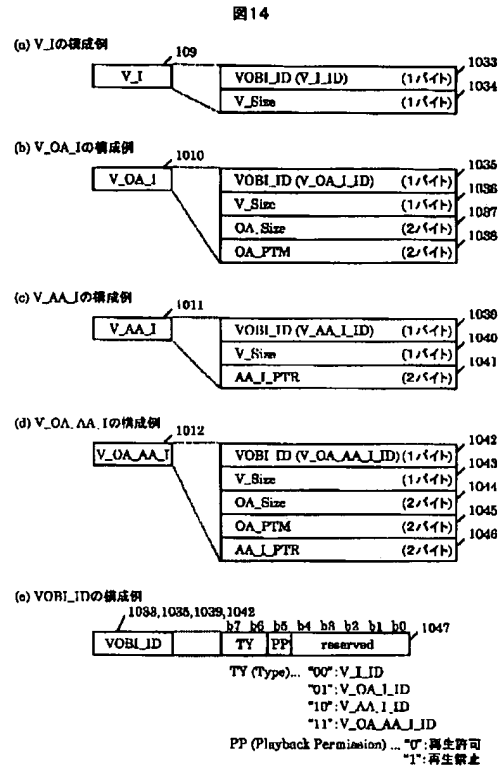 図14
(a) V_Iの構成例
109
V_I
VOBI_ID (V_I_ID) (1バイト) 1033
V_Size (1バイト) 1034
(b) V_OA_Iの構成例
1010
V_OA_I
VOBI_ID (V_OA_I_ID) (1バイト) 1035
V_Size (1バイト) 1036
OA_Size (2バイト) 1037
OA_PTM (2バイト) 1038
(c) V_AA_Iの構成例
1011
V_AA_I
VOBI_ID (V_AA_I_ID) (1バイト) 1039
V_Size (1バイト) 1040
AA_I_PTR (2バイト) 1041
(d) V_OA_AA_Iの構成例
1012
V_OA_AA_I
VOBI_ID (V_OA_AA_I_ID) (1バイト) 1042
V_Size (1バイト) 1043
OA_Size (2バイト) 1044
OA_PTM (2バイト) 1045
AA_I_PTR (2バイト) 1046
(e) VOBI_IDの構成例
1033,1035,1039,1042
b7 b6 b5 b4 b3 b2 b1 b0
VOBI_ID TY PP reserved 1047
TY (Type)... "00":V_I_ID
"01":V_OA_I_ID
"10":V_AA_I_ID
"11":V_OA_AA_I_ID
PP (Playback Permission) ... "0":再生許可
"1":再生禁止